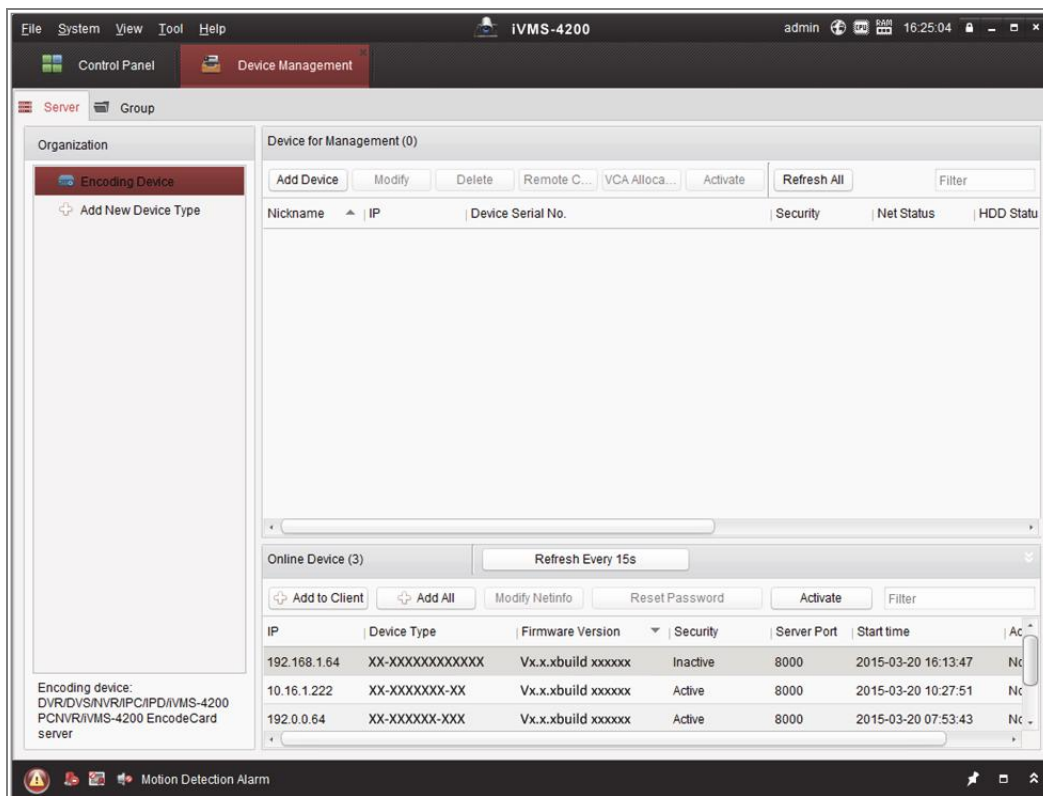 File System View Tool Help iVMS-4200 admin CPU RAM 16:25:04
Control Panel Device Management
Server Group
Organization
Encoding Device
Add New Device Type
Encoding device:
DVR/DVS/NVR/IPC/IPD/iVMS-4200
PCNVR/iVMS-4200 EncodeCard
server
Device for Management (0)
Add Device Modify Delete Remote C... VCA Alloca... Activate Refresh All Filter
Nickname IP Device Serial No. Security Net Status HDD Statu
Online Device (3) Refresh Every 15s
Add to Client Add All Modify Netinfo Reset Password Activate Filter
IP Device Type Firmware Version Security Server Port Start time Ad
192.168.1.64 XX-XXXXXXXXXXXX Vx.x.xbuild xxxxxx Inactive 8000 2015-03-20 16:13:47 No
10.16.1.222 XX-XXXXXXX-XX Vx.x.xbuild xxxxxx Active 8000 2015-03-20 10:27:51 No
192.0.0.64 XX-XXXXXX-XXX Vx.x.xbuild xxxxxx Active 8000 2015-03-20 07:53:43 No
Motion Detection Alarm